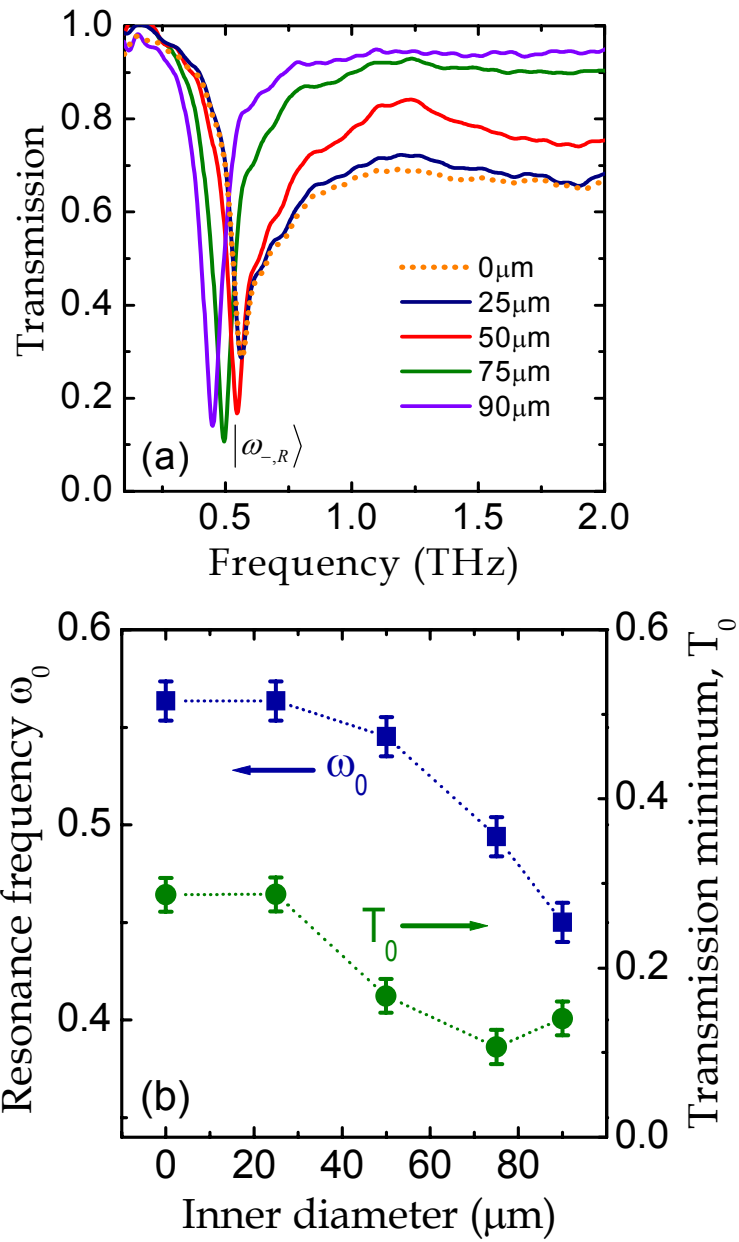 1.0
0.8
0.6
0.4
0.2
0.0
Transmission
0μm
25μm
50μm
75μm
90μm
(a)
|ω₋,R⟩
0.5 1.0 1.5 2.0
Frequency (THz)
0.6
0.5
0.4
Resonance frequency ω₀
0.6
0.4
0.2
0.0
Transmission minimum, T₀
ω₀
T₀
(b)
0 20 40 60 80
Inner diameter (μm)